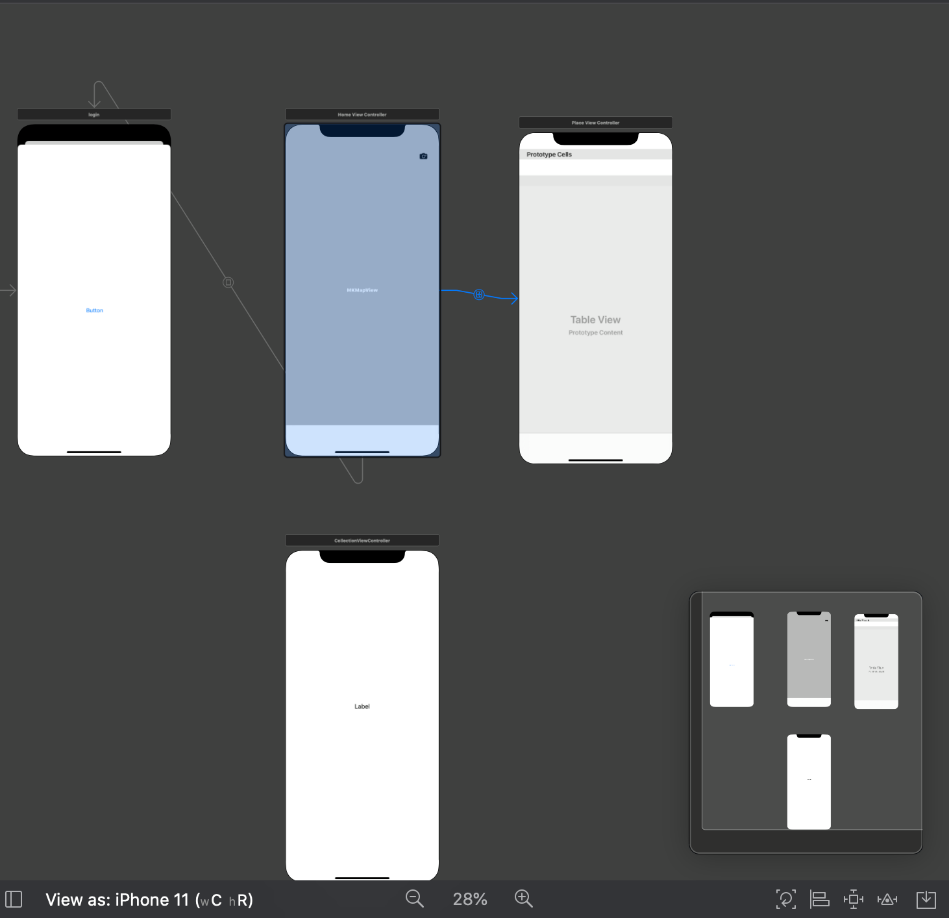 login
Home View Controller
Place View Controller
Prototype Cells
MKMapView
Button
Table View
Prototype Content
CollectionViewController
Label
View as: iPhone 11 (wC hR)
28%